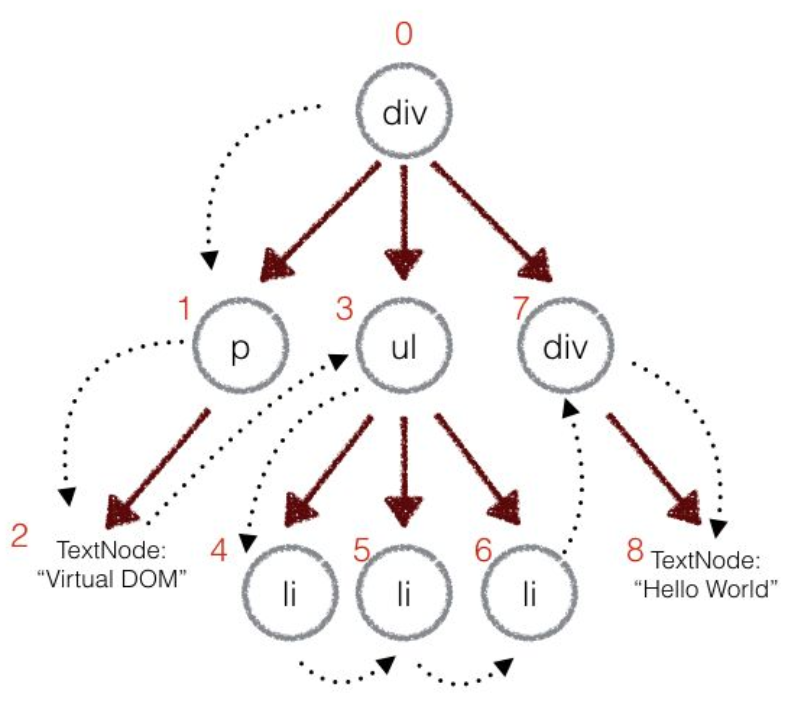 0
div
1
p
3
ul
7
div
2
TextNode:
“Virtual DOM”
4
li
5
li
6
li
8
TextNode:
“Hello World”